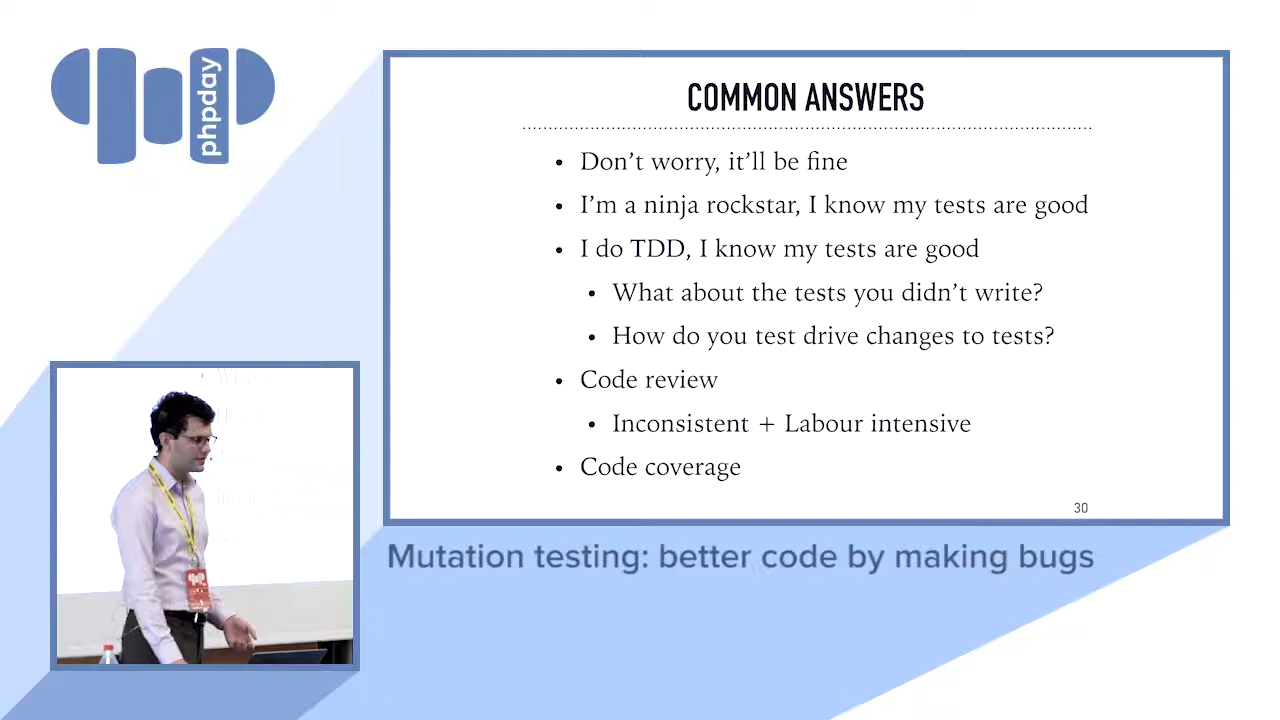 phpday
COMMON ANSWERS
• Don’t worry, it’ll be fine
• I’m a ninja rockstar, I know my tests are good
• I do TDD, I know my tests are good
• What about the tests you didn’t write?
• How do you test drive changes to tests?
• Code review
• Inconsistent + Labour intensive
• Code coverage
30
Mutation testing: better code by making bugs